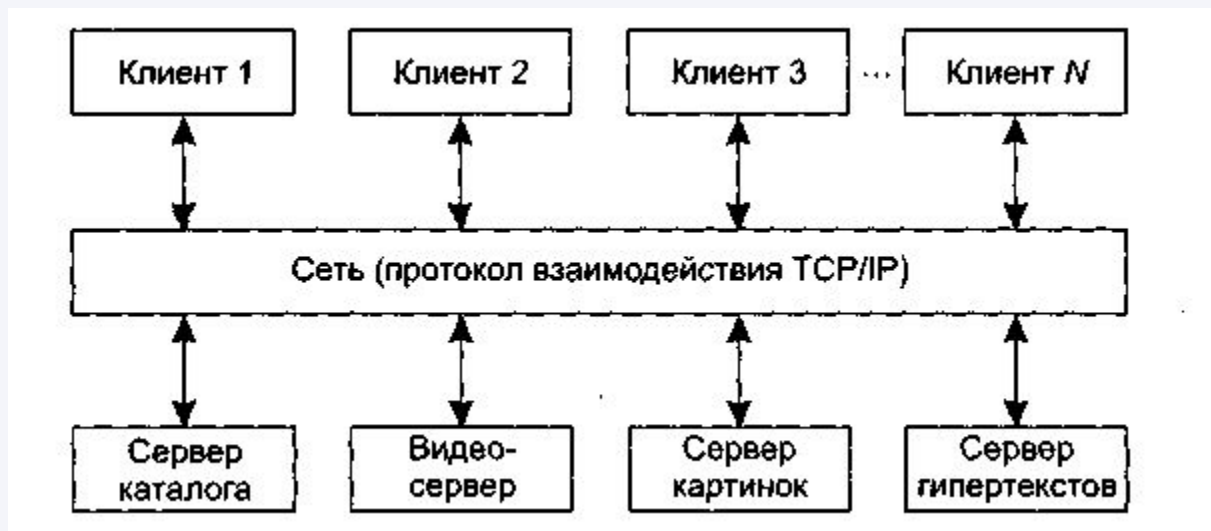 Клиент 1
Клиент 2
Клиент 3
...
Клиент N
Сеть (протокол взаимодействия TCP/IP)
Сервер
каталога
Видео-
сервер
Сервер
картинок
Сервер
гипертекстов